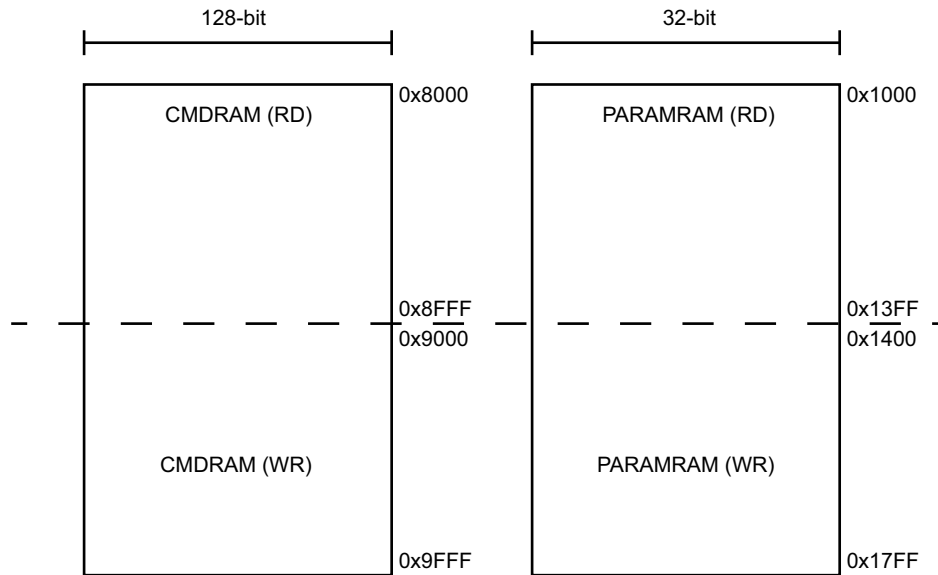 128-bit
32-bit
CMDRAM (RD)
0x8000
PARAMRAM (RD)
0x1000
0x8FFF
0x13FF
0x9000
0x1400
CMDRAM (WR)
PARAMRAM (WR)
0x9FFF
0x17FF